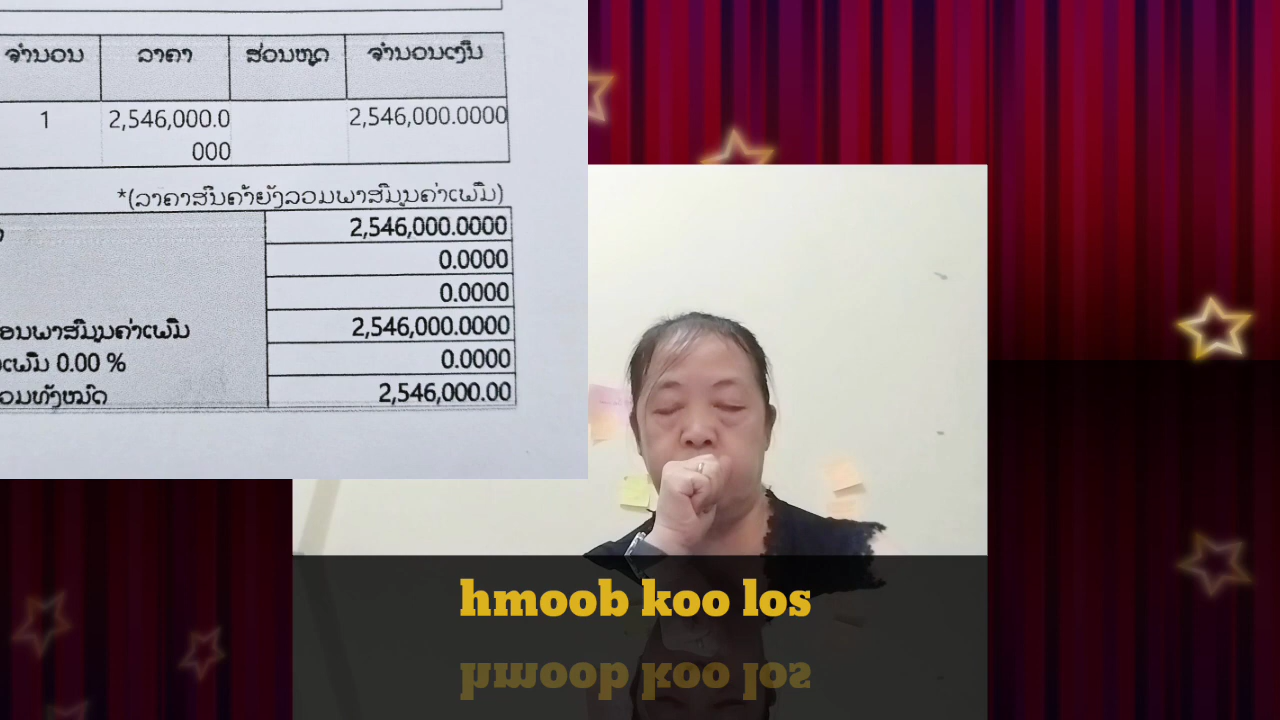 ຈຳນວນ ລາຄາ ສ່ວນຫຼຸດ ຈຳນວນເງິນ
1 2,546,000.0 2,546,000.0000
000
*(ລາຄາສິນຄ້າຍັງລວມພາສີມູນຄ່າເພີ່ມ)
2,546,000.0000
0.0000
0.0000
ອນພາສີມູນຄ່າເພີ່ມ 2,546,000.0000
ເພີ່ມ 0.00 % 0.0000
ວມທັງໝົດ 2,546,000.00
hmoob koo los